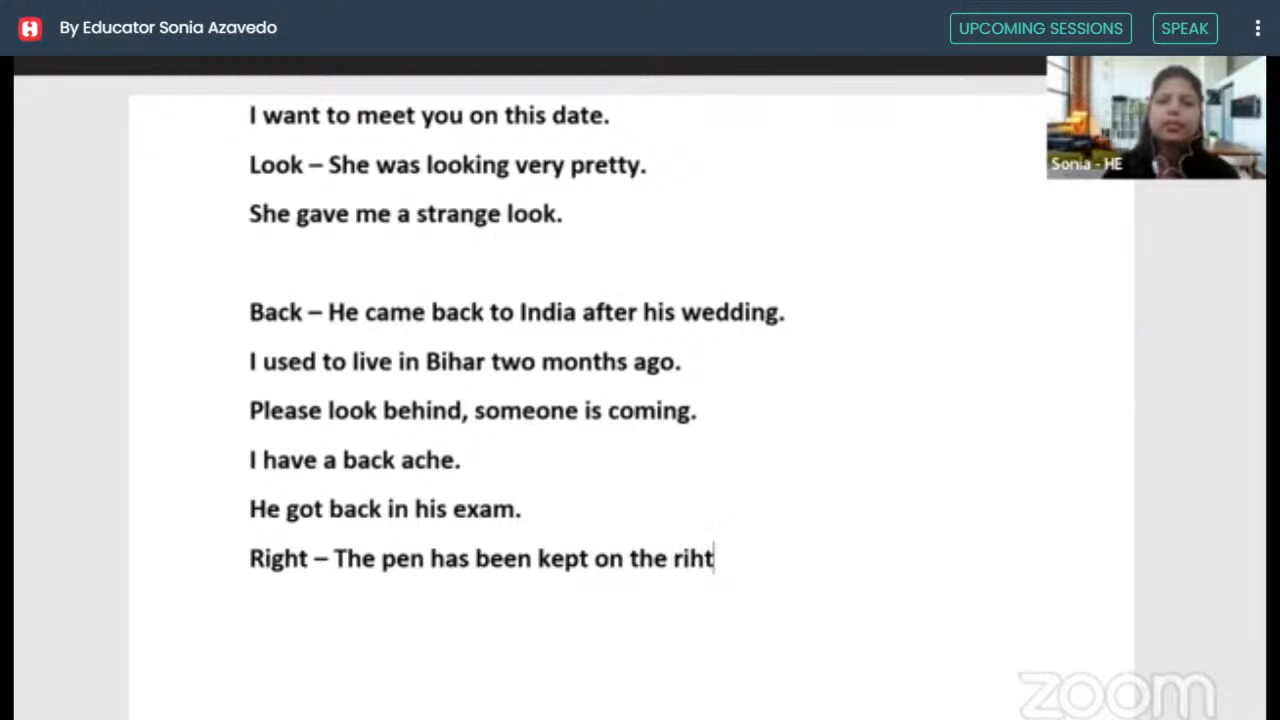 By Educator Sonia Azavedo
UPCOMING SESSIONS
SPEAK
I want to meet you on this date.
Look – She was looking very pretty.
She gave me a strange look.
Sonia - HE
Back – He came back to India after his wedding.
I used to live in Bihar two months ago.
Please look behind, someone is coming.
I have a back ache.
He got back in his exam.
Right – The pen has been kept on the riht
zoom